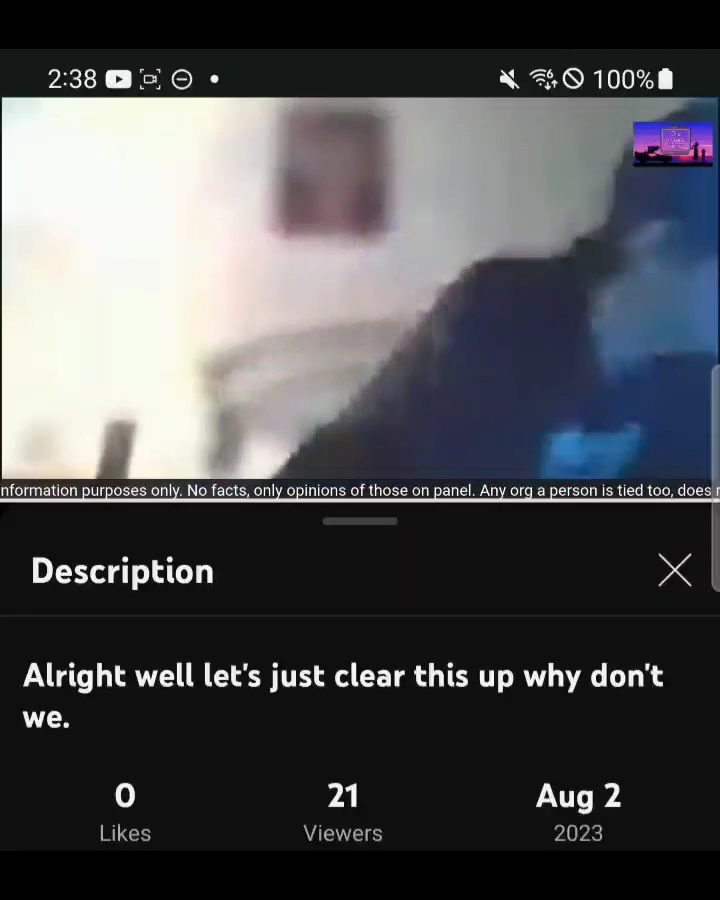 2:38
100%
nformation purposes only. No facts, only opinions of those on panel. Any org a person is tied too, does
Description
Alright well let's just clear this up why don't
we.
0 21 Aug 2
Likes Viewers 2023